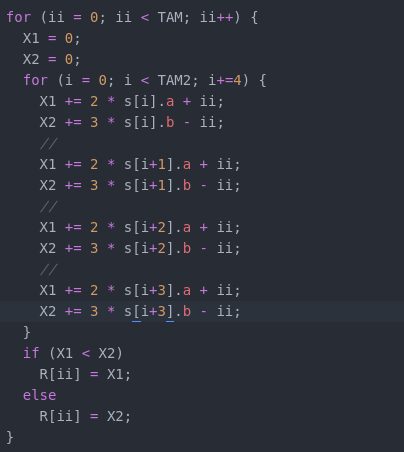 for (ii = 0; ii < TAM; ii++) {
  X1 = 0;
  X2 = 0;
  for (i = 0; i < TAM2; i+=4) {
    X1 += 2 * s[i].a + ii;
    X2 += 3 * s[i].b - ii;
    //
    X1 += 2 * s[i+1].a + ii;
    X2 += 3 * s[i+1].b - ii;
    //
    X1 += 2 * s[i+2].a + ii;
    X2 += 3 * s[i+2].b - ii;
    //
    X1 += 2 * s[i+3].a + ii;
    X2 += 3 * s[i+3].b - ii;
  }
  if (X1 < X2)
    R[ii] = X1;
  else
    R[ii] = X2;
}